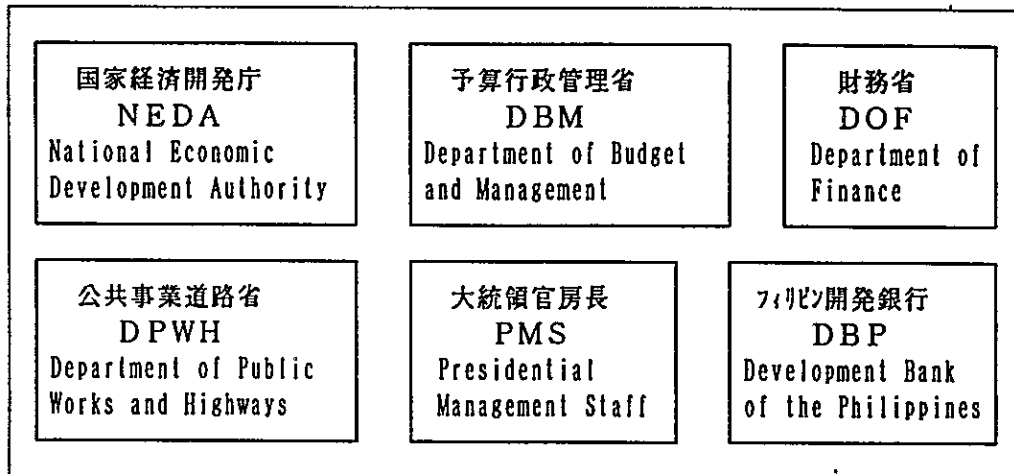 国家経済開発庁
NEDA
National Economic
Development Authority
予算行政管理省
DBM
Department of Budget
and Management
財務省
DOF
Department of
Finance
公共事業道路省
DPWH
Department of Public
Works and Highways
大統領官房長
PMS
Presidential
Management Staff
フィリピン開発銀行
DBP
Development Bank
of the Philippines